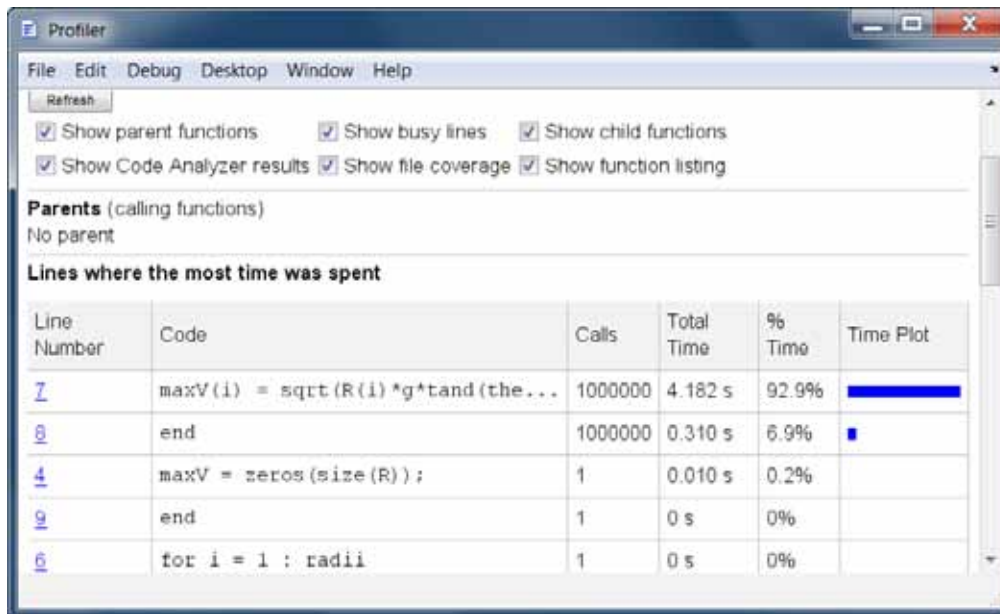 Profiler
File Edit Debug Desktop Window Help
Refresh
Show parent functions Show busy lines Show child functions
Show Code Analyzer results Show file coverage Show function listing
Parents (calling functions)
No parent
Lines where the most time was spent
Line Number Code Calls Total Time % Time Time Plot
7 maxV(i) = sqrt(R(i)*g*tand(the... 1000000 4.182 s 92.9%
8 end 1000000 0.310 s 6.9%
4 maxV = zeros(size(R)); 1 0.010 s 0.2%
9 end 1 0 s 0%
6 for i = 1 : radii 1 0 s 0%